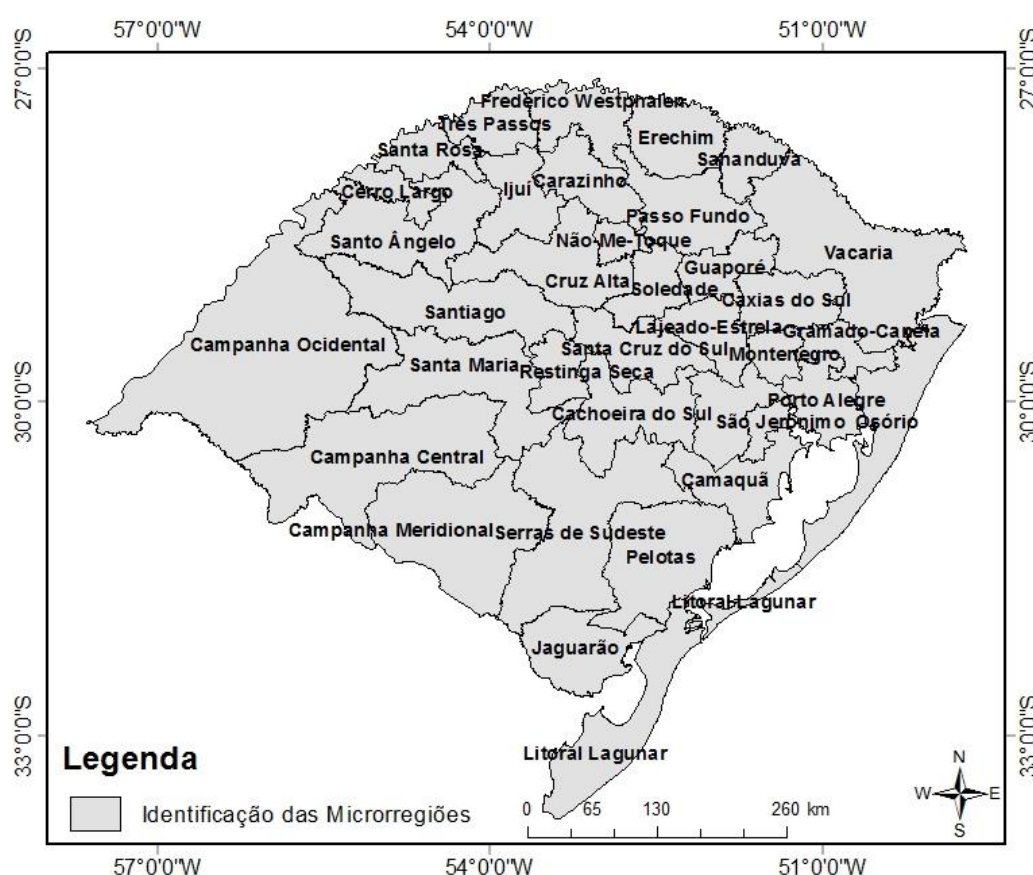 57°0'0"W 54°0'0"W 51°0'0"W
27°0'0"S 27°0'0"S
Frederico Westphalen
Três Passos
Erechim
Santa Rosa
Sananduva
Carazinho
Cerro Largo
Ijuí
Passo Fundo
Santo Ângelo
Não-Me-Toque
Vacaria
Guaporé
Cruz Alta
Soledade
Caxias do Sul
Santiago
Lajeado-Estrela
Gramado-Canela
Campanha Ocidental
Santa Cruz do Sul
Montenegro
Santa Maria
Restinga Seca
30°0'0"S 30°0'0"S
Porto Alegre
Cachoeira do Sul
São Jerônimo
Osório
Campanha Central
Camaquã
Campanha Meridional
Serras de Sudeste
Pelotas
Litoral Lagunar
Jaguarão
33°0'0"S 33°0'0"S
Litoral Lagunar
Legenda
Identificação das Microrregiões
N
W E
S
0 65 130 260 km
57°0'0"W 54°0'0"W 51°0'0"W